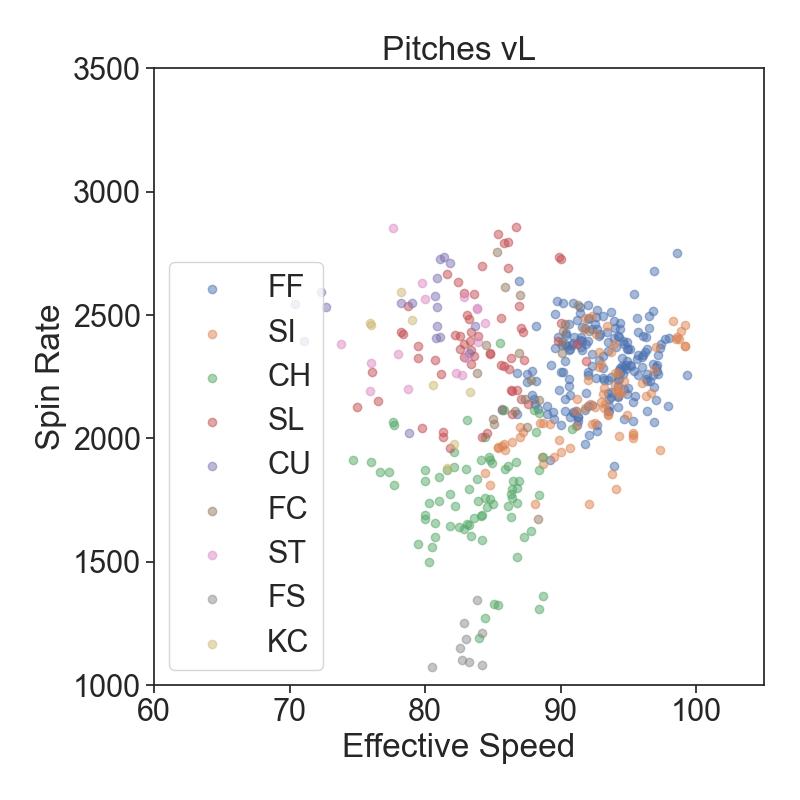 Pitches vL
3500
3000
2500
2000
1500
1000
Spin Rate
FF
SI
CH
SL
CU
FC
ST
FS
KC
60 70 80 90 100
Effective Speed